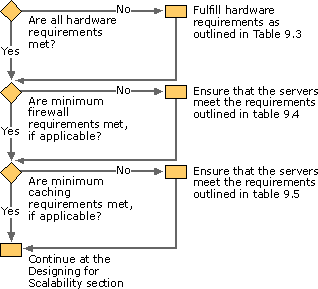 No
Are all hardware
requirements
met?
Fulfill hardware
requirements as
outlined in Table 9.3
Yes
No
Are minimum
firewall
requirements met,
if applicable?
Ensure that the servers
meet the requirements
outlined in table 9.4
Yes
No
Are minimum
caching
requirements met,
if applicable?
Ensure that the servers
meet the requirements
outlined in table 9.5
Yes
Continue at the
Designing for
Scalability section